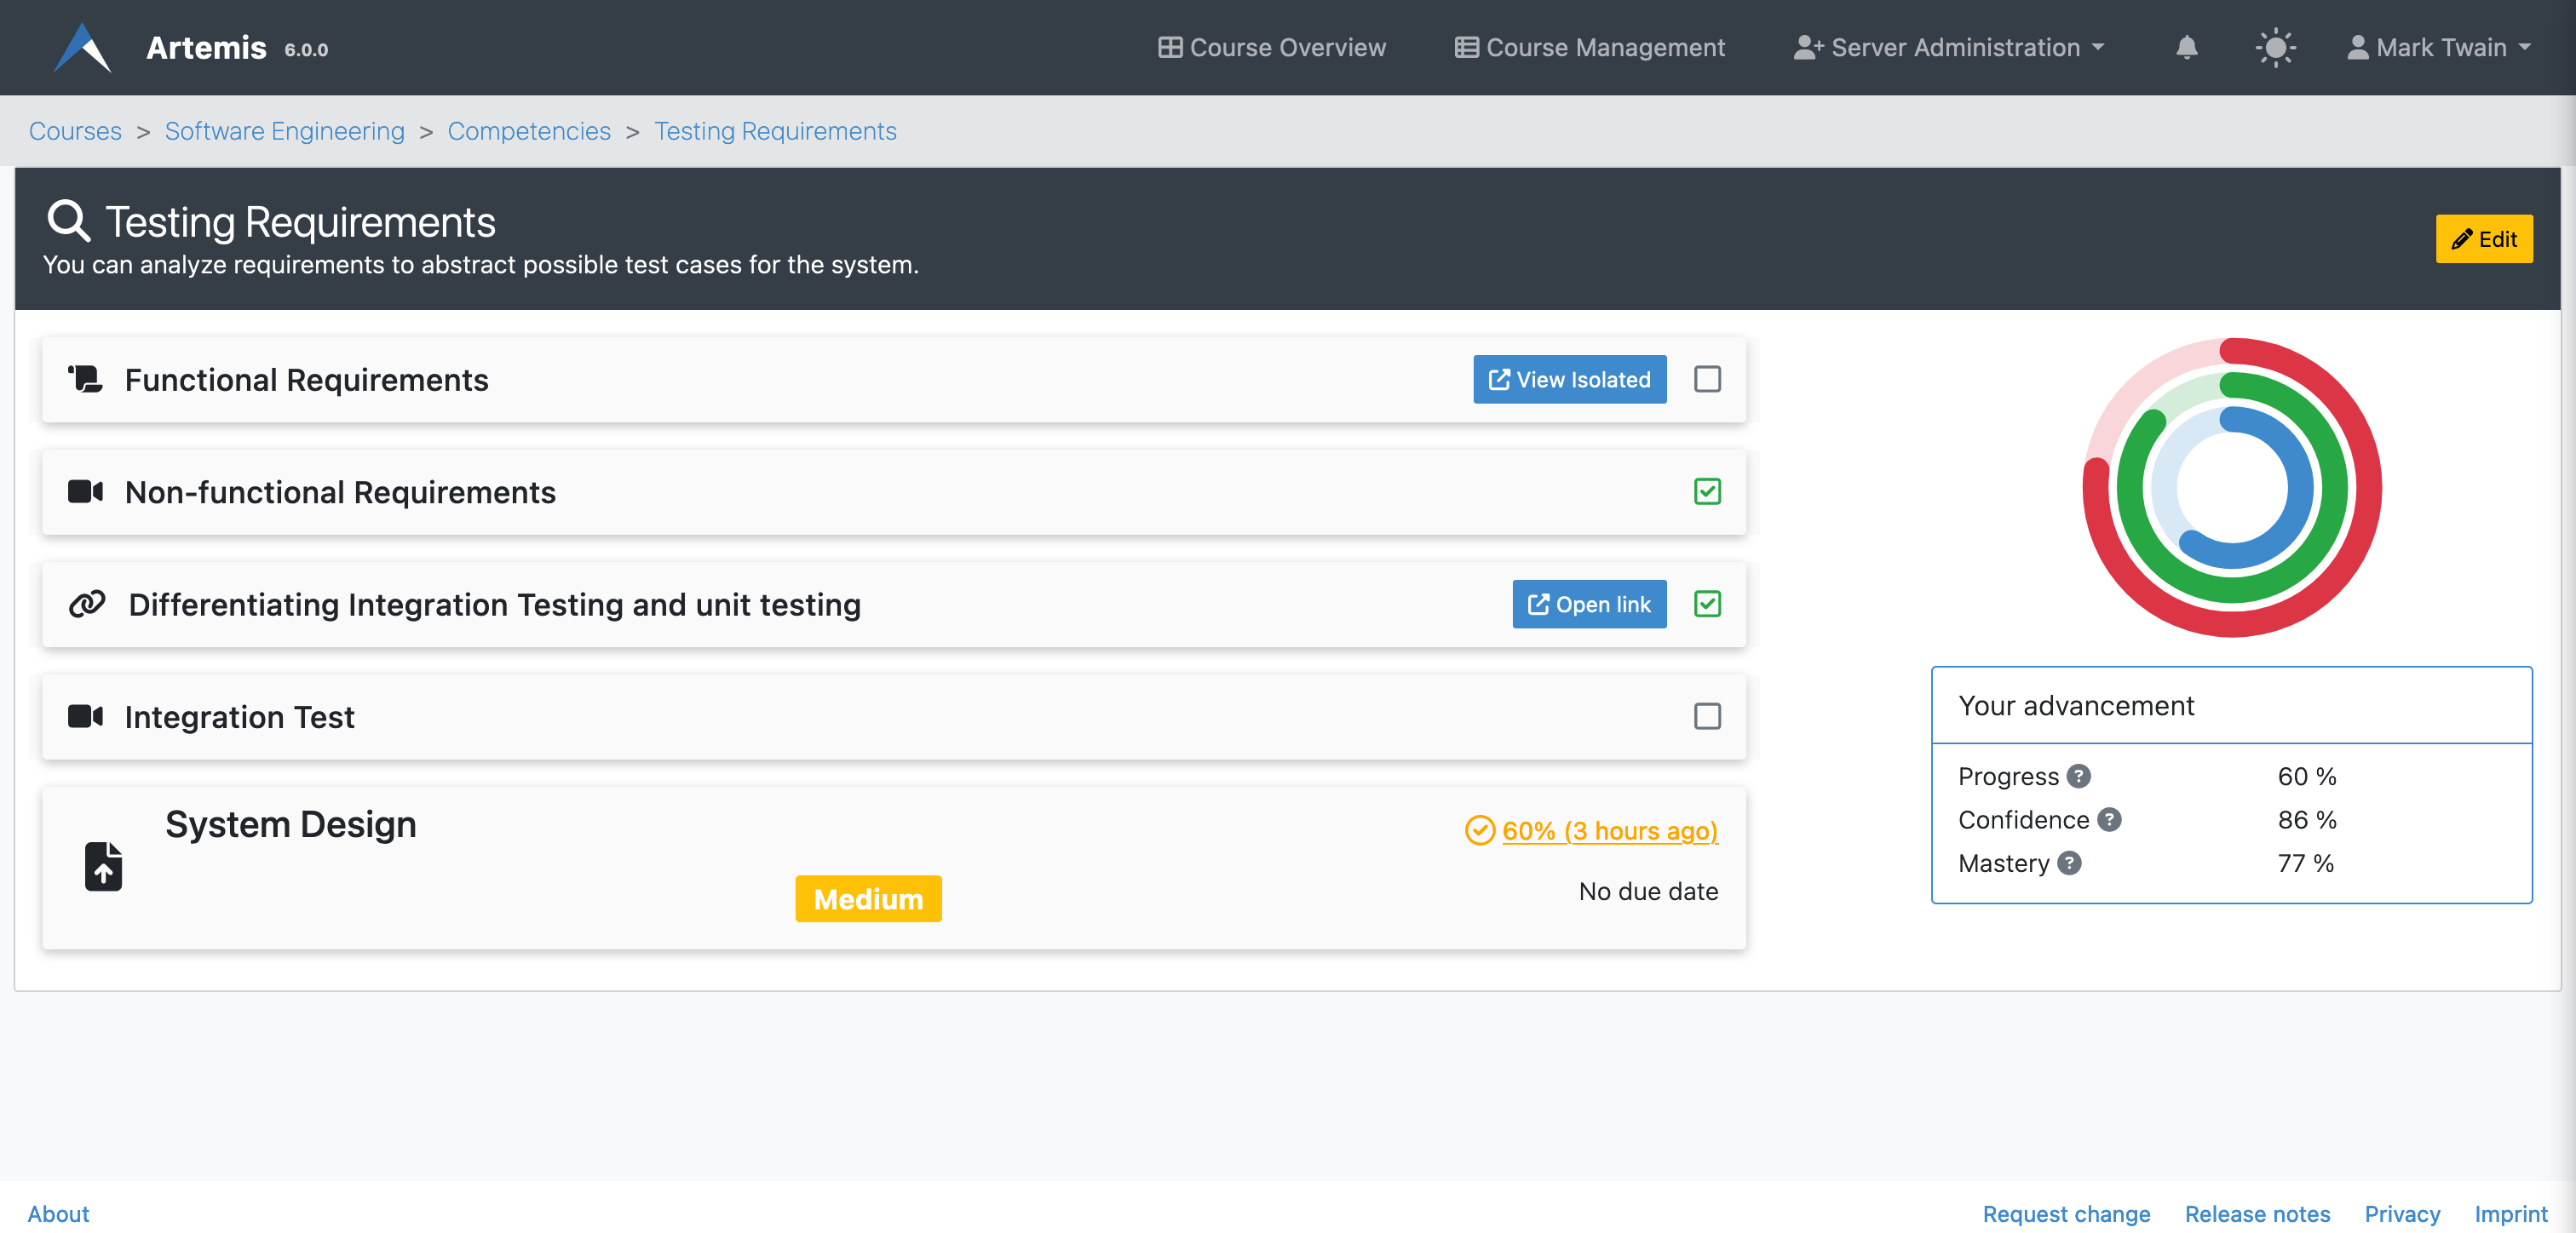 Artemis 6.0.0 Course Overview Course Management Server Administration Mark Twain
Courses > Software Engineering > Competencies > Testing Requirements
Testing Requirements
You can analyze requirements to abstract possible test cases for the system.
Edit
Functional Requirements View Isolated
Non-functional Requirements
Differentiating Integration Testing and unit testing Open link
Integration Test
System Design
60% (3 hours ago)
Medium
No due date
Your advancement
Progress ? 60 %
Confidence ? 86 %
Mastery ? 77 %
About Request change Release notes Privacy Imprint